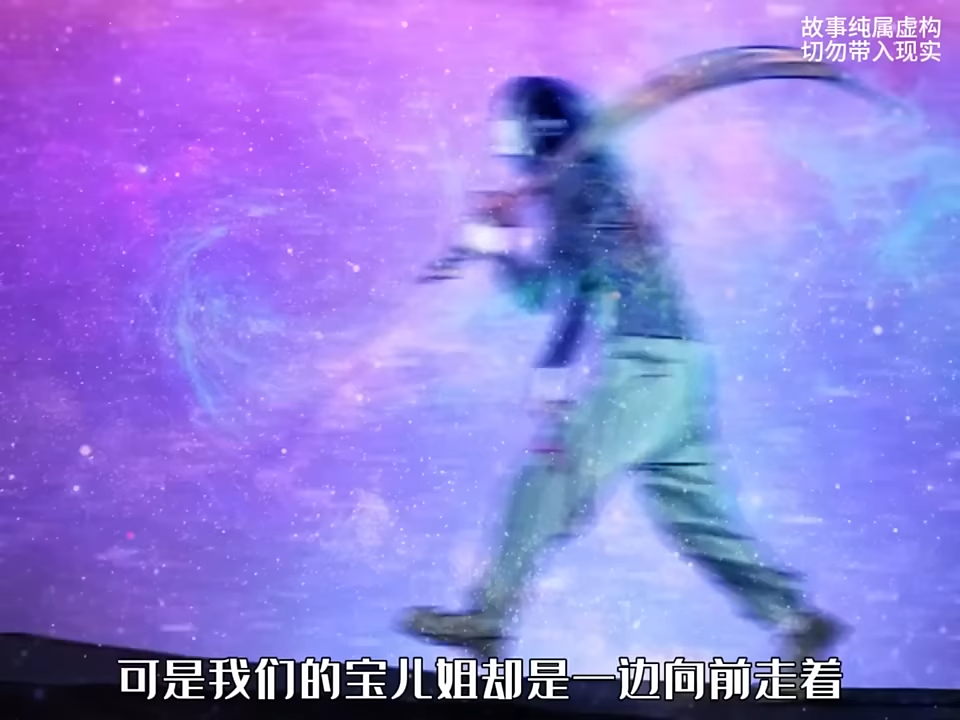 故事纯属虚构
切勿带入现实
可是我们的宝儿姐却是一边向前走着